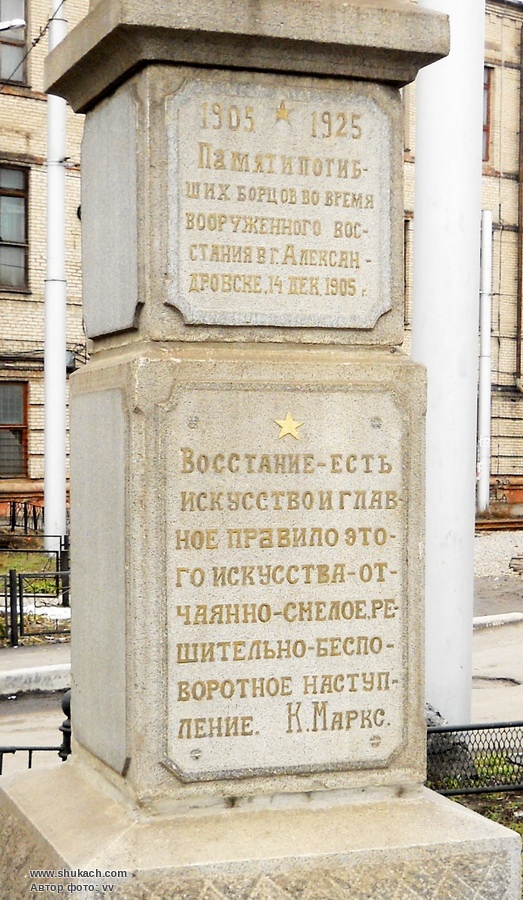 1905 1925
Памяти погиб-
ших борцов во время
вооруженного вос-
стания в г. Алексан-
дровске, 14 дек. 1905 г.
Восстание-есть
искусство и глав-
ное правило это-
го искусства-от-
чаянно-смелое, ре-
шительно-беспо-
воротное наступ-
ление. К. Маркс.
www.shukach.com
Автор фото: vv